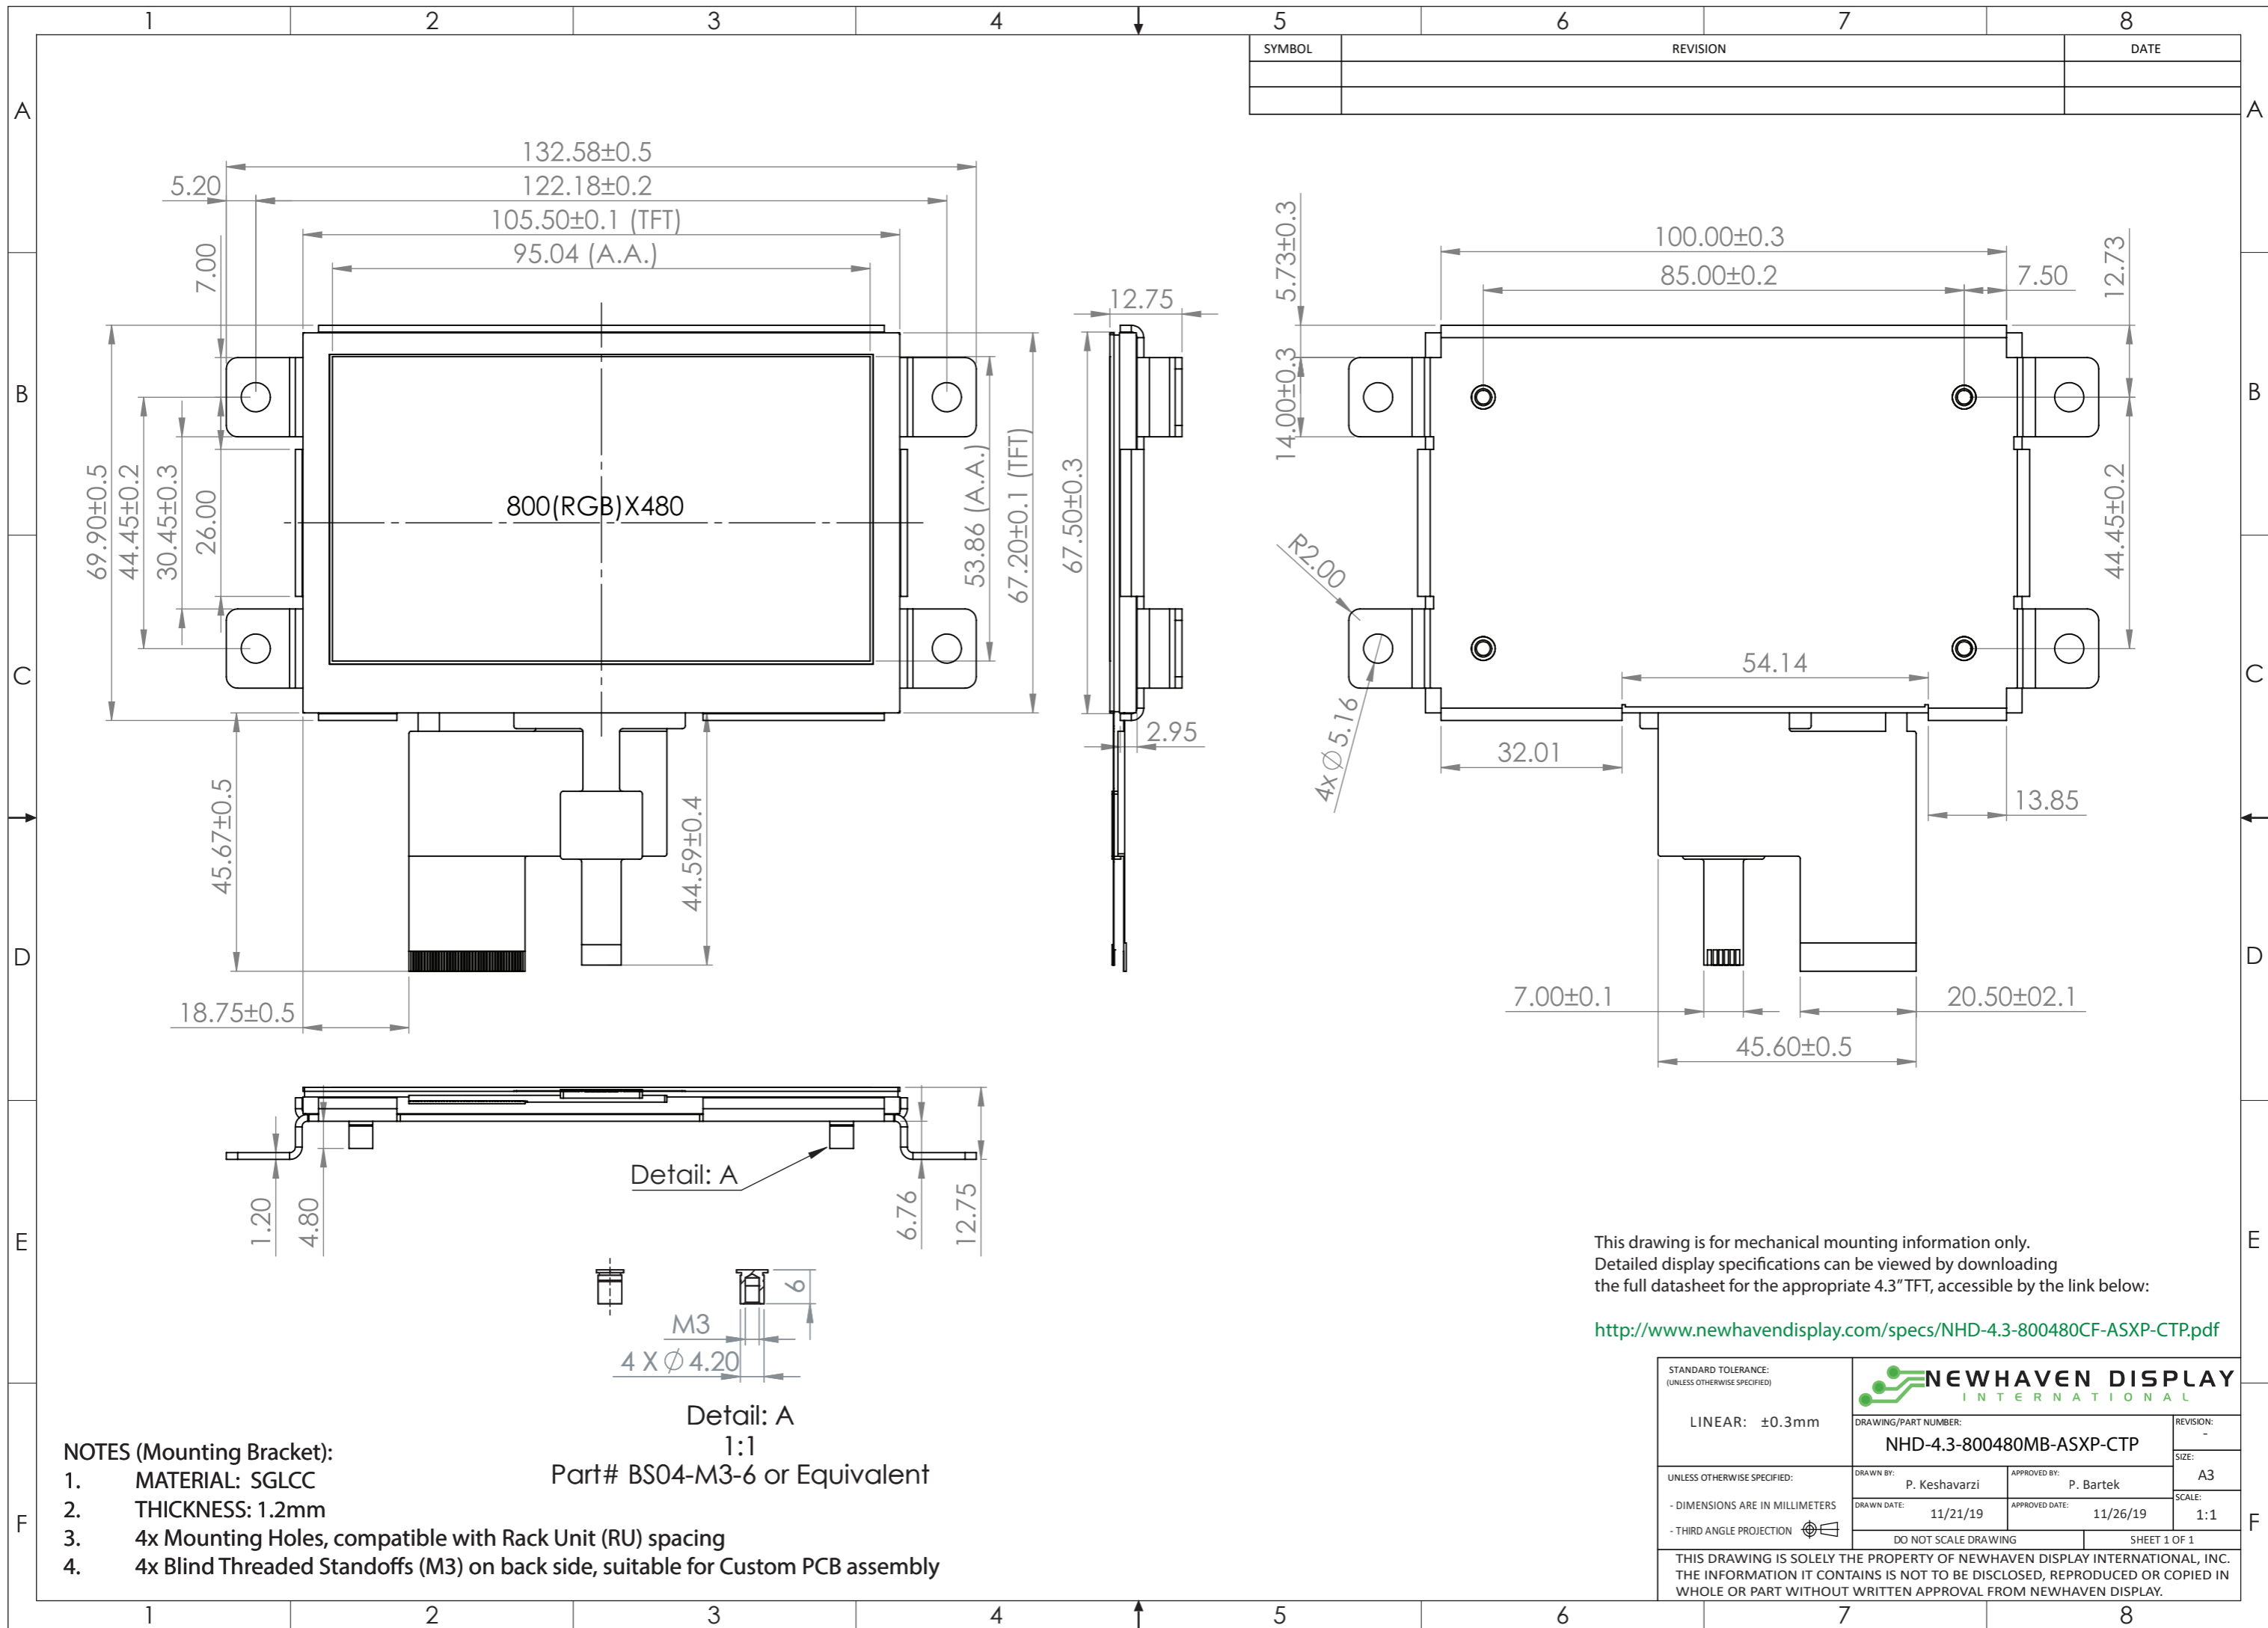 1 2 3 4 5 6 7 8
SYMBOL REVISION DATE
A A
B B
C C
D D
E E
F F
132.58±0.5
5.20
122.18±0.2
105.50±0.1 (TFT)
95.04 (A.A.)
7.00
69.90±0.5
44.45±0.2
30.45±0.3
26.00
800(RGB)X480
53.86 (A.A.)
67.20±0.1 (TFT)
45.67±0.5
44.59±0.4
18.75±0.5
12.75
67.50±0.3
2.95
5.73±0.3
14.00±0.3
100.00±0.3
85.00±0.2
7.50
12.73
44.45±0.2
R2.00
4x Ø 5.16
54.14
32.01
13.85
7.00±0.1
20.50±02.1
45.60±0.5
Detail: A
1.20
4.80
6.76
12.75
6
M3
4 X Ø 4.20
Detail: A
1:1
Part# BS04-M3-6 or Equivalent
NOTES (Mounting Bracket):
1. MATERIAL: SGLCC
2. THICKNESS: 1.2mm
3. 4x Mounting Holes, compatible with Rack Unit (RU) spacing
4. 4x Blind Threaded Standoffs (M3) on back side, suitable for Custom PCB assembly
This drawing is for mechanical mounting information only.
Detailed display specifications can be viewed by downloading
the full datasheet for the appropriate 4.3” TFT, accessible by the link below:
http://www.newhavendisplay.com/specs/NHD-4.3-800480CF-ASXP-CTP.pdf
STANDARD TOLERANCE:
(UNLESS OTHERWISE SPECIFIED)
LINEAR: ±0.3mm
NEWHAVEN DISPLAY
INTERNATIONAL
DRAWING/PART NUMBER:
NHD-4.3-800480MB-ASXP-CTP
REVISION:
-
SIZE:
A3
UNLESS OTHERWISE SPECIFIED:
- DIMENSIONS ARE IN MILLIMETERS
- THIRD ANGLE PROJECTION
DRAWN BY:
P. Keshavarzi
APPROVED BY:
P. Bartek
DRAWN DATE:
11/21/19
APPROVED DATE:
11/26/19
SCALE:
1:1
DO NOT SCALE DRAWING
SHEET 1 OF 1
THIS DRAWING IS SOLELY THE PROPERTY OF NEWHAVEN DISPLAY INTERNATIONAL, INC.
THE INFORMATION IT CONTAINS IS NOT TO BE DISCLOSED, REPRODUCED OR COPIED IN
WHOLE OR PART WITHOUT WRITTEN APPROVAL FROM NEWHAVEN DISPLAY.
1 2 3 4 5 6 7 8